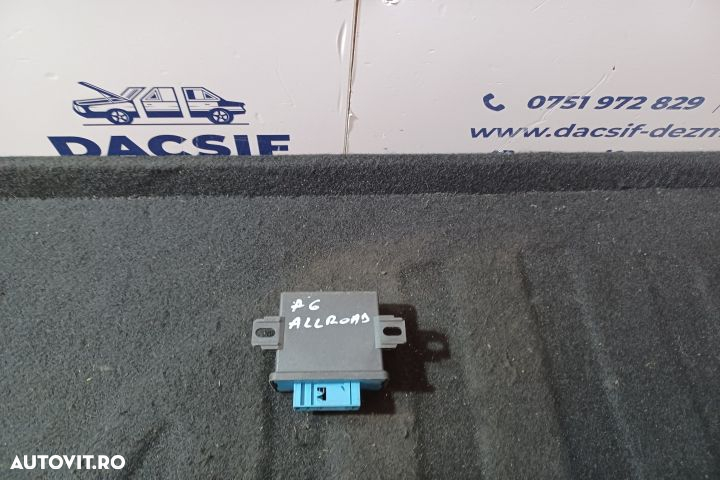 DACSIF
0751 972 829
www.dacsif-dezm
A6
ALLROAD
AUTOVIT.RO